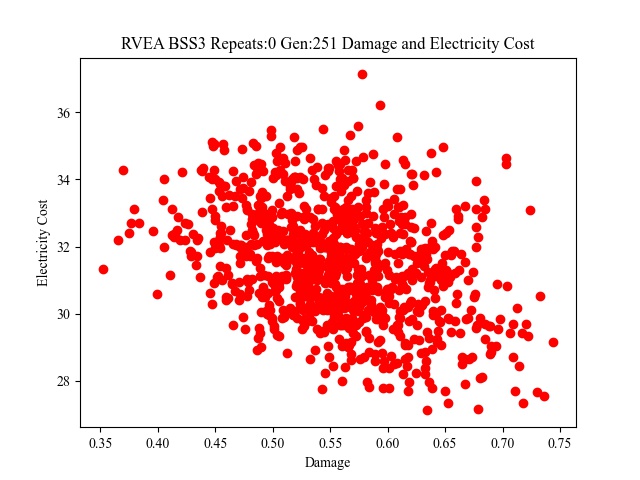 RVEA BSS3 Repeats:0 Gen:251 Damage and Electricity Cost
Electricity Cost
36
34
32
30
28
0.35 0.40 0.45 0.50 0.55 0.60 0.65 0.70 0.75
Damage